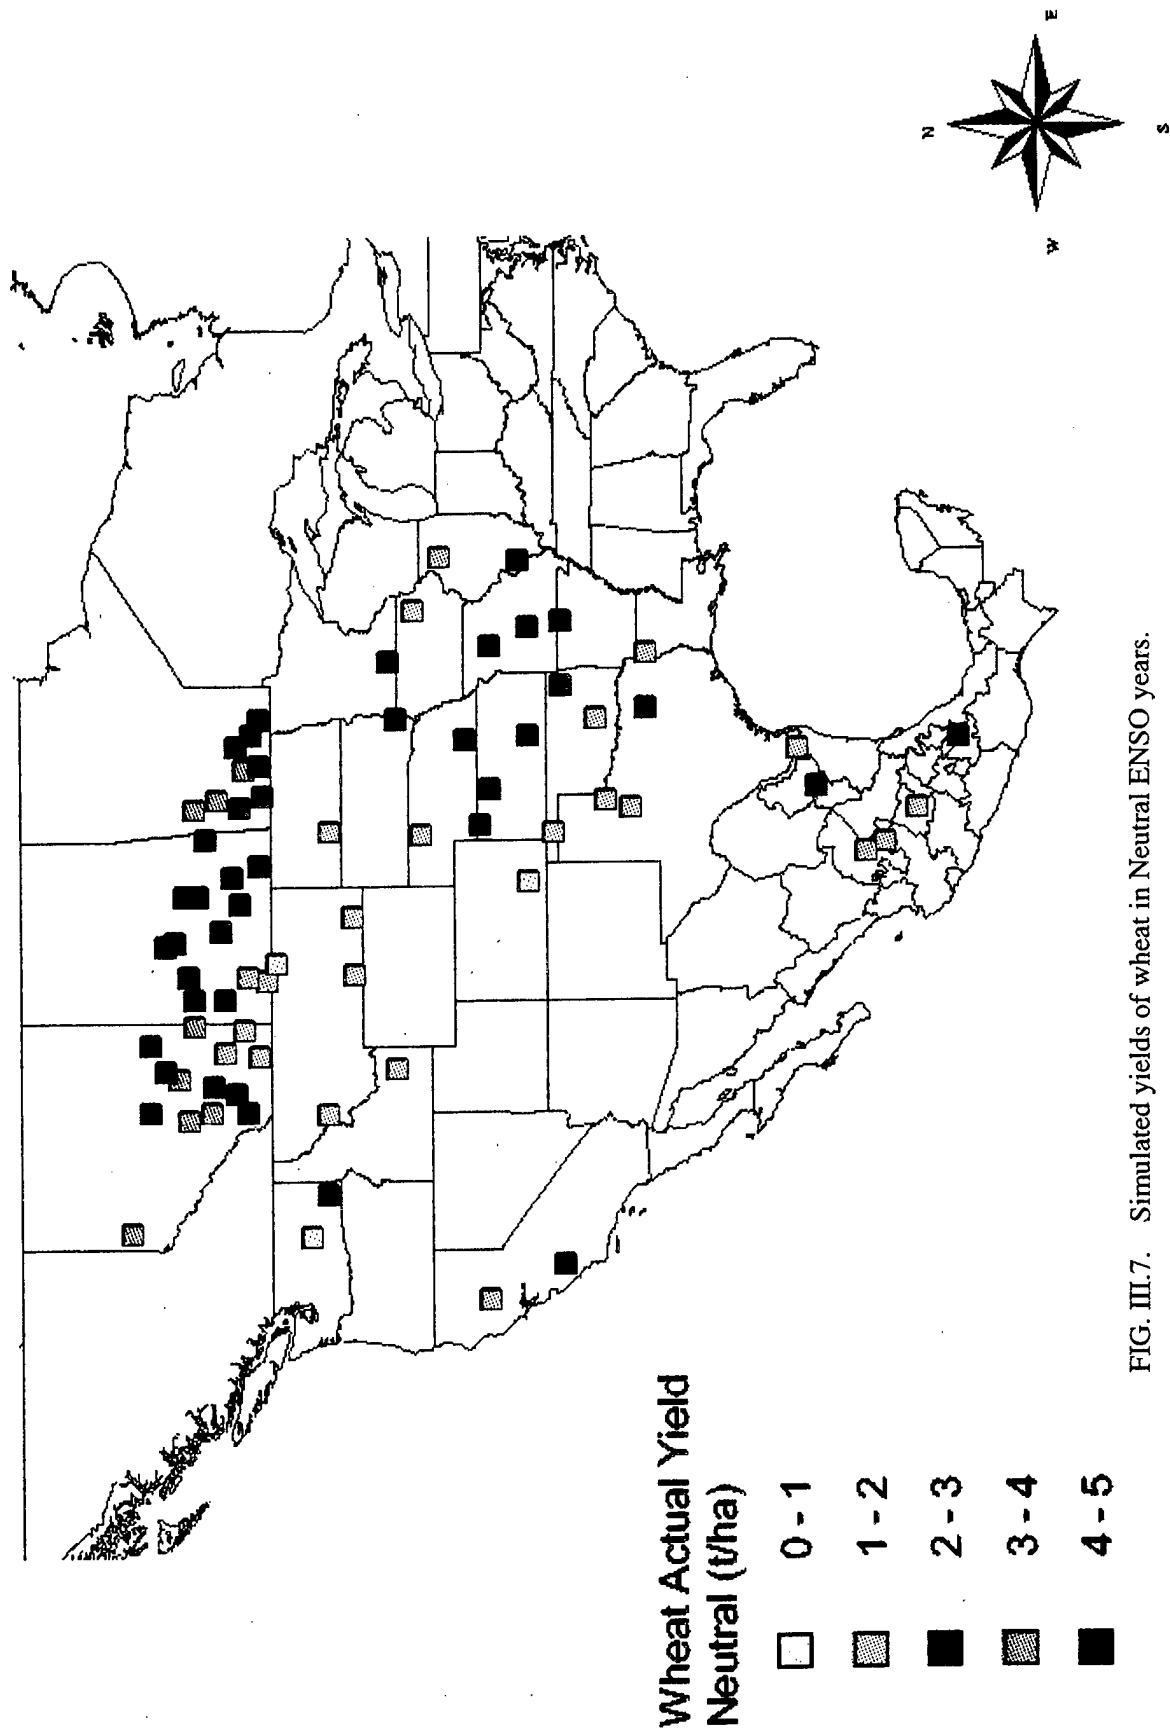 Wheat Actual Yield
Neutral (t/ha)
0 - 1
1 - 2
2 - 3
3 - 4
4 - 5
N
W
E
S
FIG. III.7. Simulated yields of wheat in Neutral ENSO years.